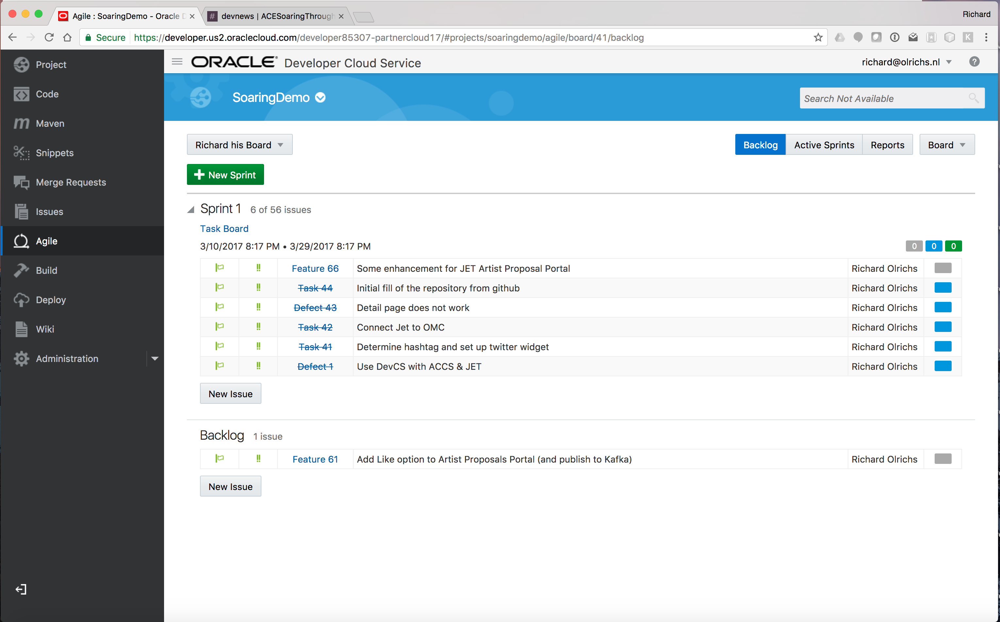 Agile : SoaringDemo - Oracle D
devnews | ACESoaringThrough
Richard
Secure
https://developer.us2.oraclecloud.com/developer85307-partnercloud17/#projects/soaringdemo/agile/board/41/backlog
K
Project
Code
Maven
Snippets
Merge Requests
Issues
Agile
Build
Deploy
Wiki
Administration
ORACLE Developer Cloud Service
richard@olrichs.nl
?
SoaringDemo
Search Not Available
Richard his Board
Backlog
Active Sprints
Reports
Board
New Sprint
Sprint 1 6 of 56 issues
Task Board
3/10/2017 8:17 PM • 3/29/2017 8:17 PM
0 0 0
Feature 66 Some enhancement for JET Artist Proposal Portal Richard Olrichs
Task 44 Initial fill of the repository from github Richard Olrichs
Defect 43 Detail page does not work Richard Olrichs
Task 42 Connect Jet to OMC Richard Olrichs
Task 41 Determine hashtag and set up twitter widget Richard Olrichs
Defect 1 Use DevCS with ACCS & JET Richard Olrichs
New Issue
Backlog 1 issue
Feature 61 Add Like option to Artist Proposals Portal (and publish to Kafka) Richard Olrichs
New Issue